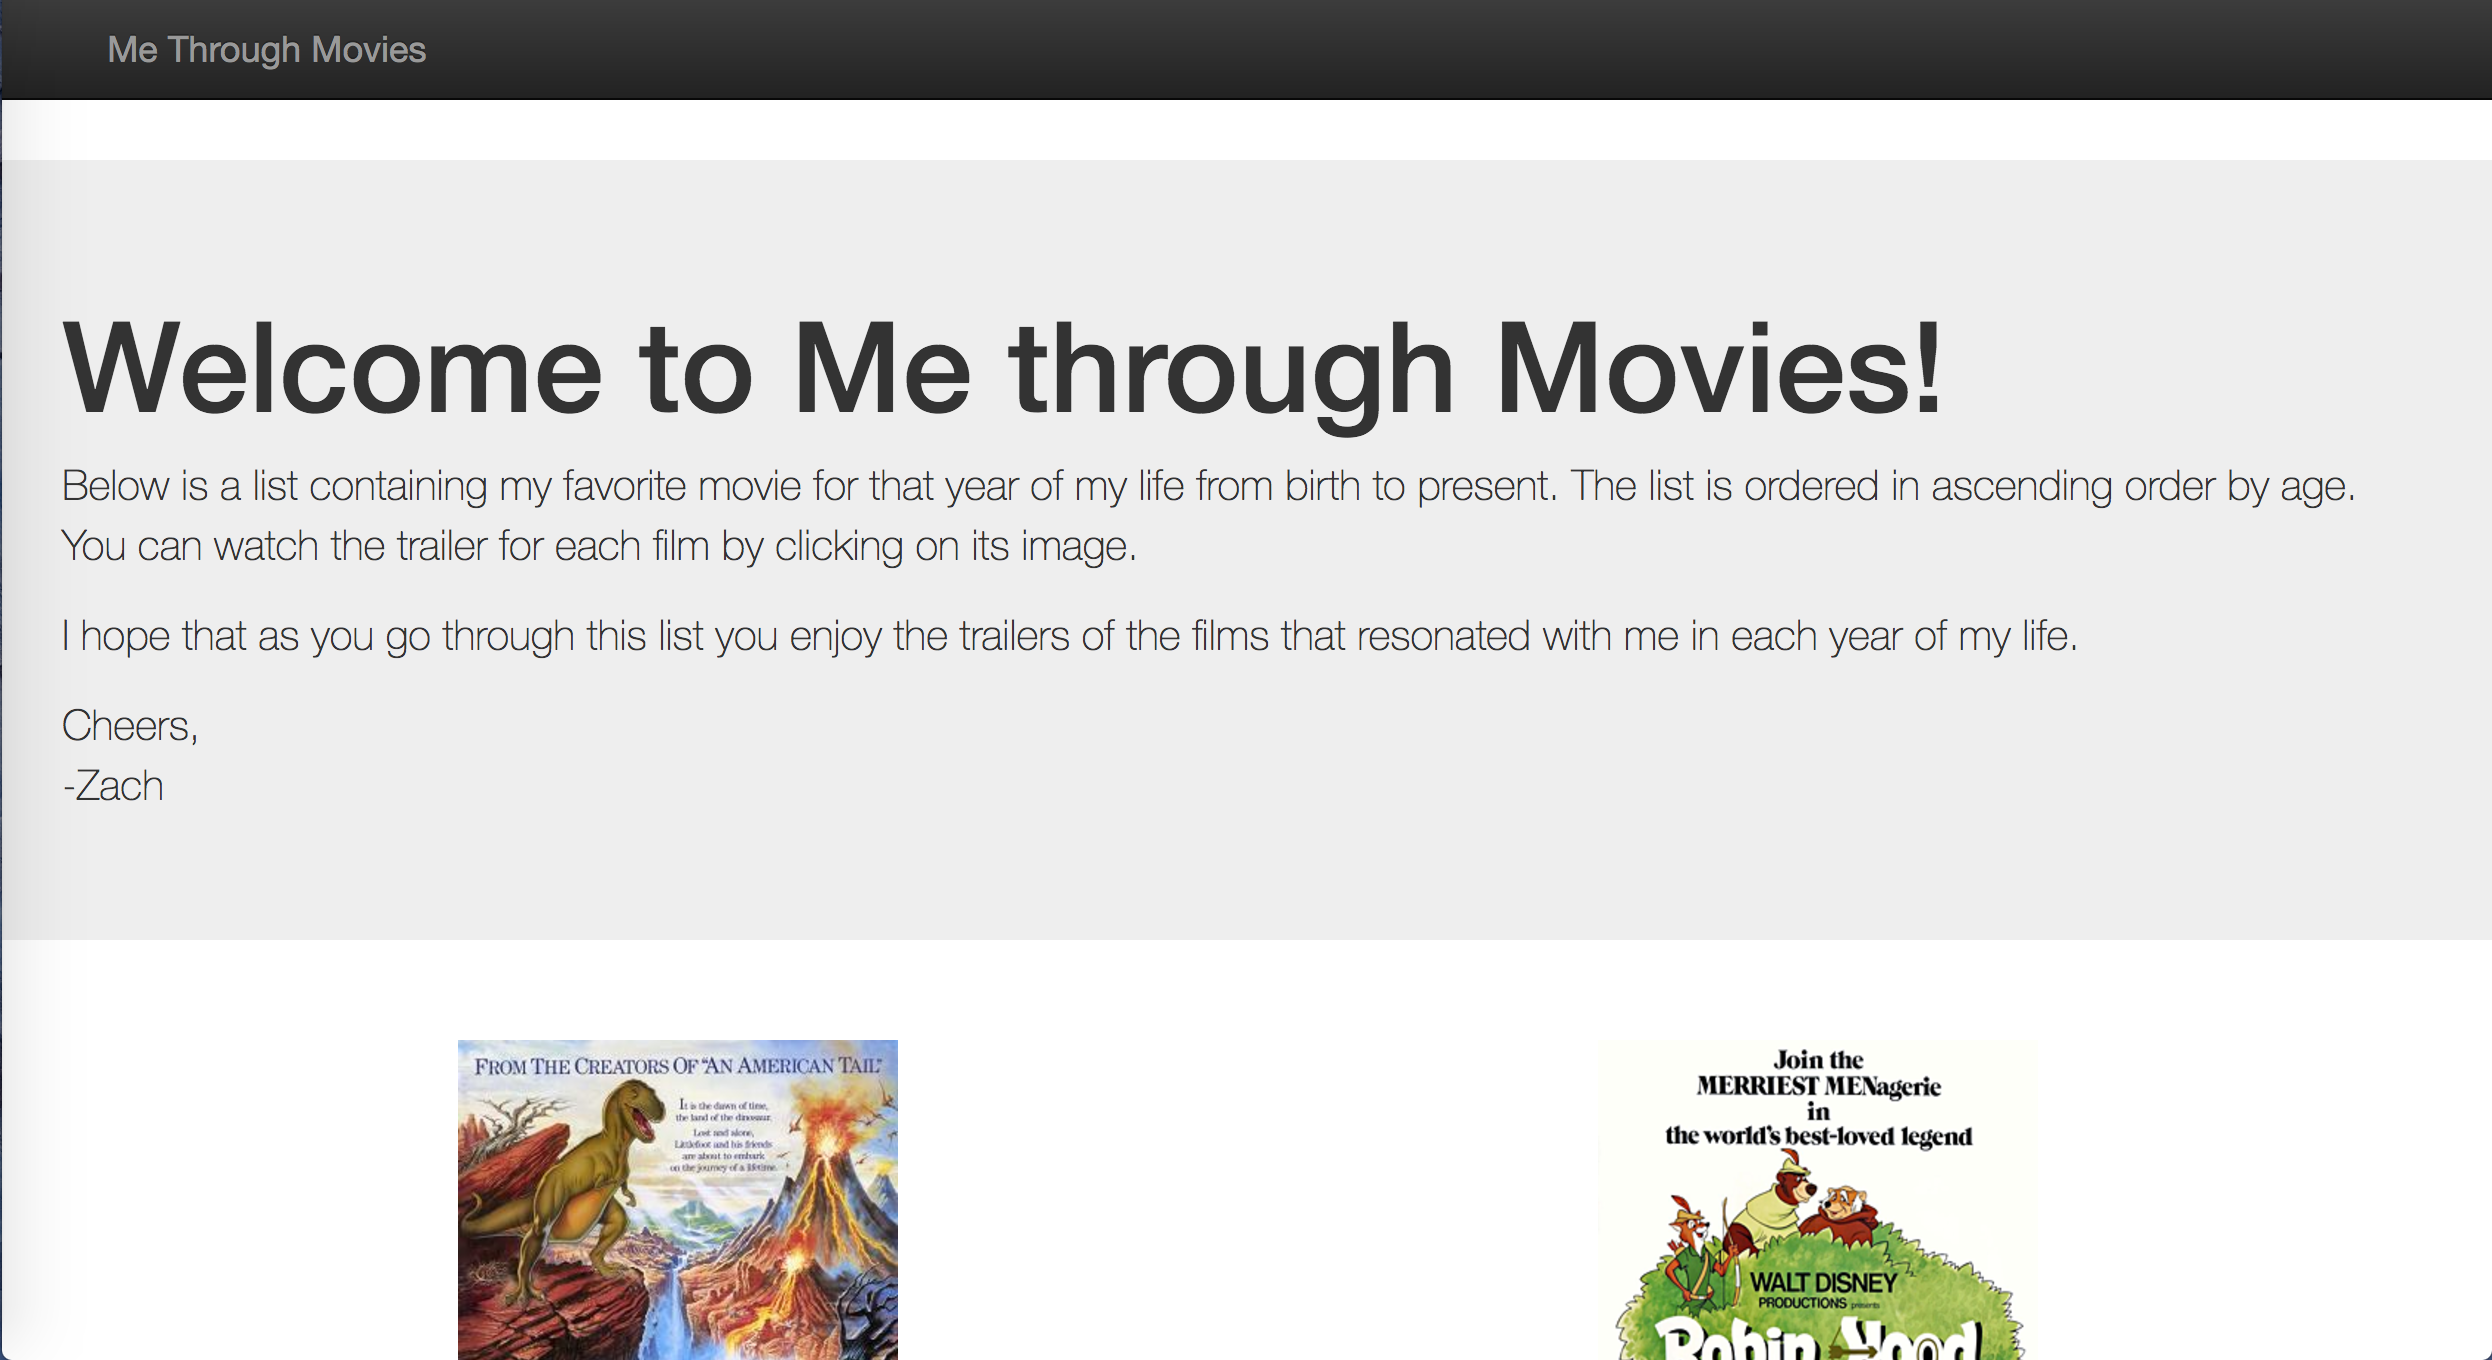 Me Through Movies
Welcome to Me through Movies!
Below is a list containing my favorite movie for that year of my life from birth to present. The list is ordered in ascending order by age.
You can watch the trailer for each film by clicking on its image.
I hope that as you go through this list you enjoy the trailers of the films that resonated with me in each year of my life.
Cheers,
-Zach
FROM THE CREATORS OF "AN AMERICAN TAIL"
It is the dawn of time,
the land of the dinosaur.
Lost and alone,
Littlefoot and his friends
are about to embark
on the journey of a lifetime.
Join the
MERRIEST MENagerie
in
the world's best-loved legend
WALT DISNEY
PRODUCTIONS presents
Robin Hood